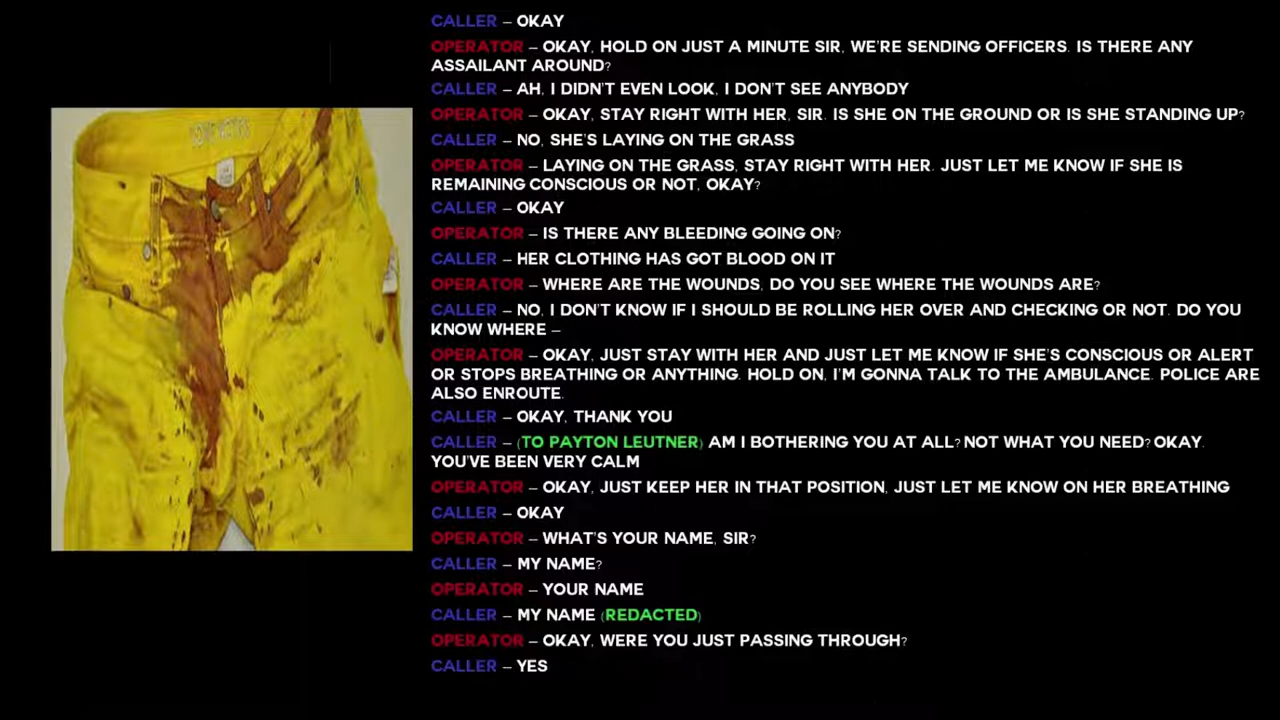 CALLER – OKAY
OPERATOR – OKAY, HOLD ON JUST A MINUTE SIR, WE'RE SENDING OFFICERS. IS THERE ANY
ASSAILANT AROUND?
CALLER – AH, I DIDN'T EVEN LOOK, I DON'T SEE ANYBODY
OPERATOR – OKAY, STAY RIGHT WITH HER, SIR. IS SHE ON THE GROUND OR IS SHE STANDING UP?
CALLER – NO, SHE'S LAYING ON THE GRASS
OPERATOR – LAYING ON THE GRASS, STAY RIGHT WITH HER. JUST LET ME KNOW IF SHE IS
REMAINING CONSCIOUS OR NOT, OKAY?
CALLER – OKAY
OPERATOR – IS THERE ANY BLEEDING GOING ON?
CALLER – HER CLOTHING HAS GOT BLOOD ON IT
OPERATOR – WHERE ARE THE WOUNDS, DO YOU SEE WHERE THE WOUNDS ARE?
CALLER – NO, I DON'T KNOW IF I SHOULD BE ROLLING HER OVER AND CHECKING OR NOT. DO YOU
KNOW WHERE –
OPERATOR – OKAY, JUST STAY WITH HER AND JUST LET ME KNOW IF SHE'S CONSCIOUS OR ALERT
OR STOPS BREATHING OR ANYTHING. HOLD ON, I'M GONNA TALK TO THE AMBULANCE. POLICE ARE
ALSO ENROUTE.
CALLER – OKAY, THANK YOU
CALLER – (TO PAYTON LEUTNER) AM I BOTHERING YOU AT ALL? NOT WHAT YOU NEED? OKAY.
YOU'VE BEEN VERY CALM
OPERATOR – OKAY, JUST KEEP HER IN THAT POSITION, JUST LET ME KNOW ON HER BREATHING
CALLER – OKAY
OPERATOR – WHAT'S YOUR NAME, SIR?
CALLER – MY NAME?
OPERATOR – YOUR NAME
CALLER – MY NAME (REDACTED)
OPERATOR – OKAY, WERE YOU JUST PASSING THROUGH?
CALLER – YES